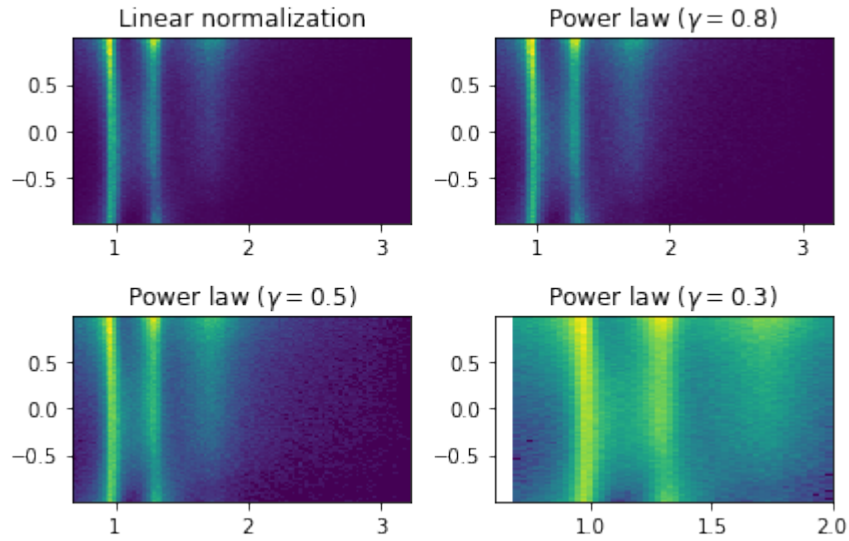 Linear normalization
0.5
0.0
−0.5
1 2 3
Power law (γ = 0.8)
0.5
0.0
−0.5
1 2 3
Power law (γ = 0.5)
0.5
0.0
−0.5
1 2 3
Power law (γ = 0.3)
0.5
0.0
−0.5
1.0 1.5 2.0